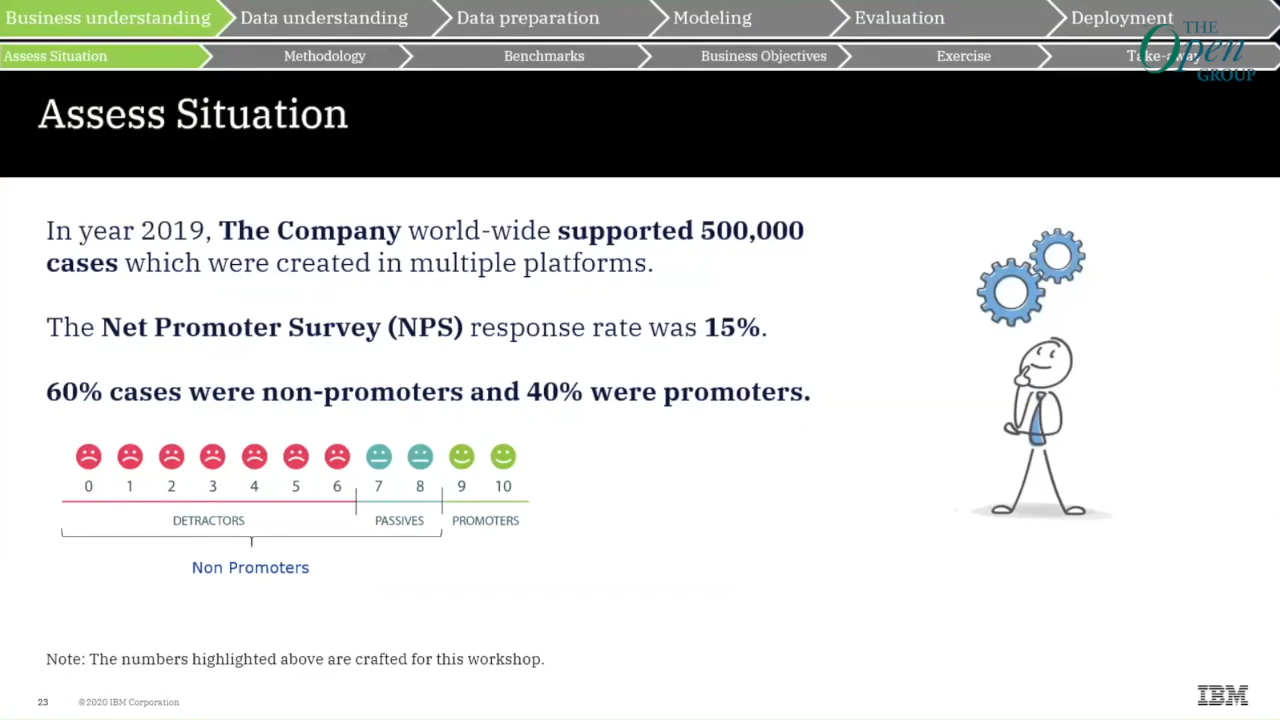 Business understanding
Data understanding
Data preparation
Modeling
Evaluation
Deployment
THE
Open
GROUP
Assess Situation
Methodology
Benchmarks
Business Objectives
Exercise
Take-away
Assess Situation
In year 2019, The Company world-wide supported 500,000
cases which were created in multiple platforms.
The Net Promoter Survey (NPS) response rate was 15%.
60% cases were non-promoters and 40% were promoters.
0 1 2 3 4 5 6 7 8 9 10
DETRACTORS PASSIVES PROMOTERS
Non Promoters
Note: The numbers highlighted above are crafted for this workshop.
23 ©2020 IBM Corporation
IBM